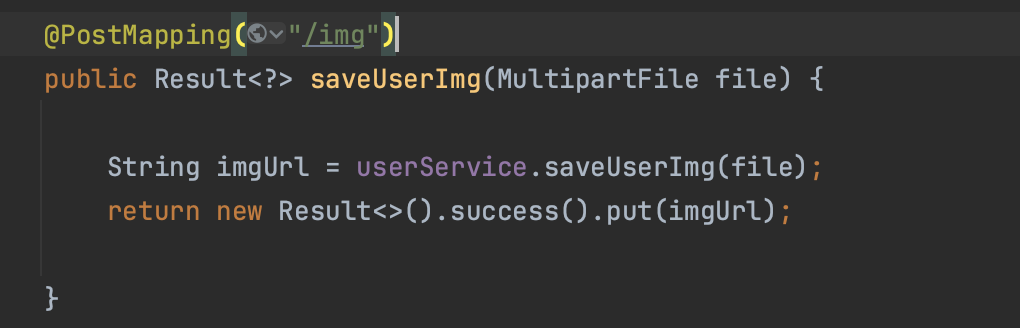 @PostMapping("/img")
public Result<?> saveUserImg(MultipartFile file) {
String imgUrl = userService.saveUserImg(file);
return new Result<>().success().put(imgUrl);
}